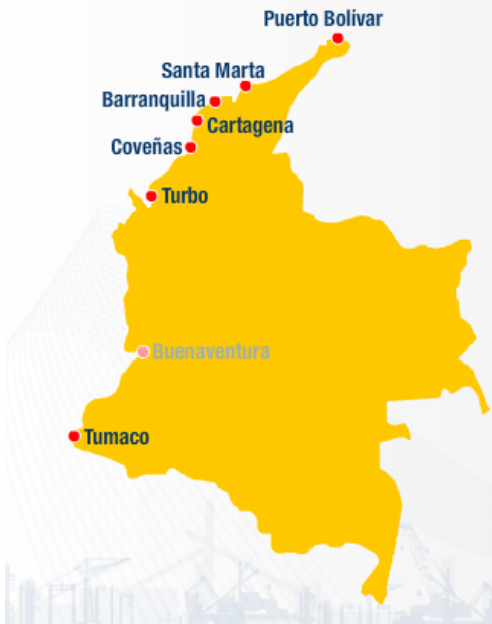 Puerto Bolívar
Santa Marta
Barranquilla
Cartagena
Coveñas
Turbo
Buenaventura
Tumaco